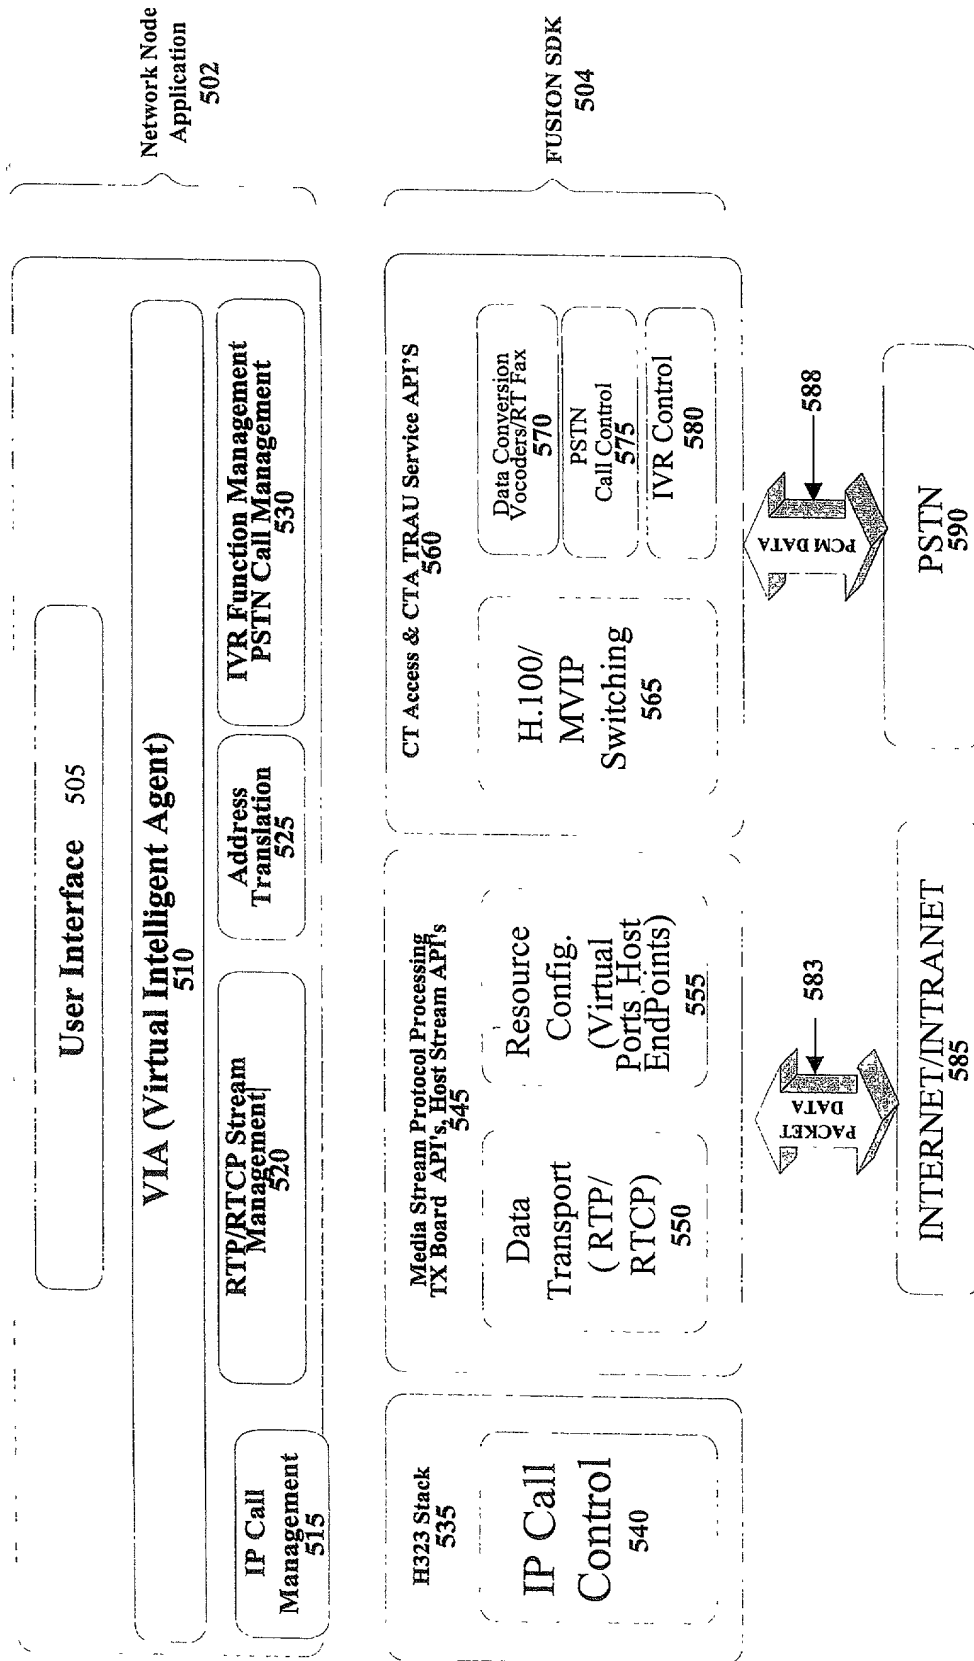 Network Node
Application
502
User Interface 505
VIA (Virtual Intelligent Agent)
510
IP Call
Management
515
RTP/RTCP Stream
Management
520
Address
Translation
525
IVR Function Management
PSTN Call Management
530
FUSION SDK
504
H323 Stack
535
IP Call
Control
540
Media Stream Protocol Processing
TX Board API's, Host Stream API's
545
Data
Transport
( RTP/
RTCP)
550
Resource
Config.
(Virtual
Ports, Host
EndPoints)
555
CT Access & CTA TRAU Service API'S
560
H.100/
MVIP
Switching
565
Data Conversion
Vocoders/RT Fax
570
PSTN
Call Control
575
IVR Control
580
PACKET
DATA
583
PCM DATA
588
INTERNET/INTRANET
585
PSTN
590